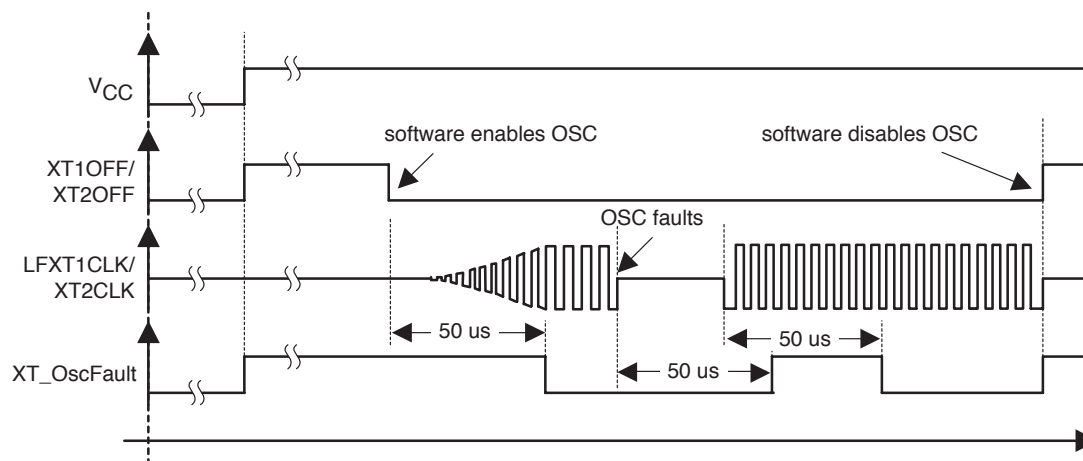 VCC
software enables OSC
software disables OSC
XT1OFF/
XT2OFF
OSC faults
LFXT1CLK/
XT2CLK
50 us
50 us
XT_OscFault
50 us